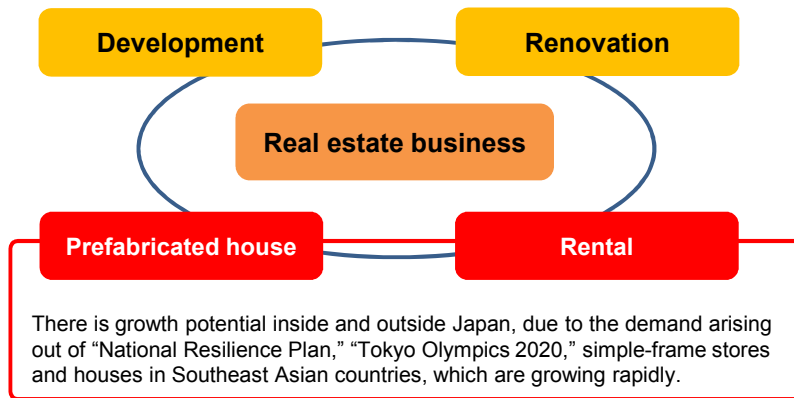 Development
Renovation
Real estate business
Prefabricated house
Rental
There is growth potential inside and outside Japan, due to the demand arising
out of “National Resilience Plan,” “Tokyo Olympics 2020,” simple-frame stores
and houses in Southeast Asian countries, which are growing rapidly.